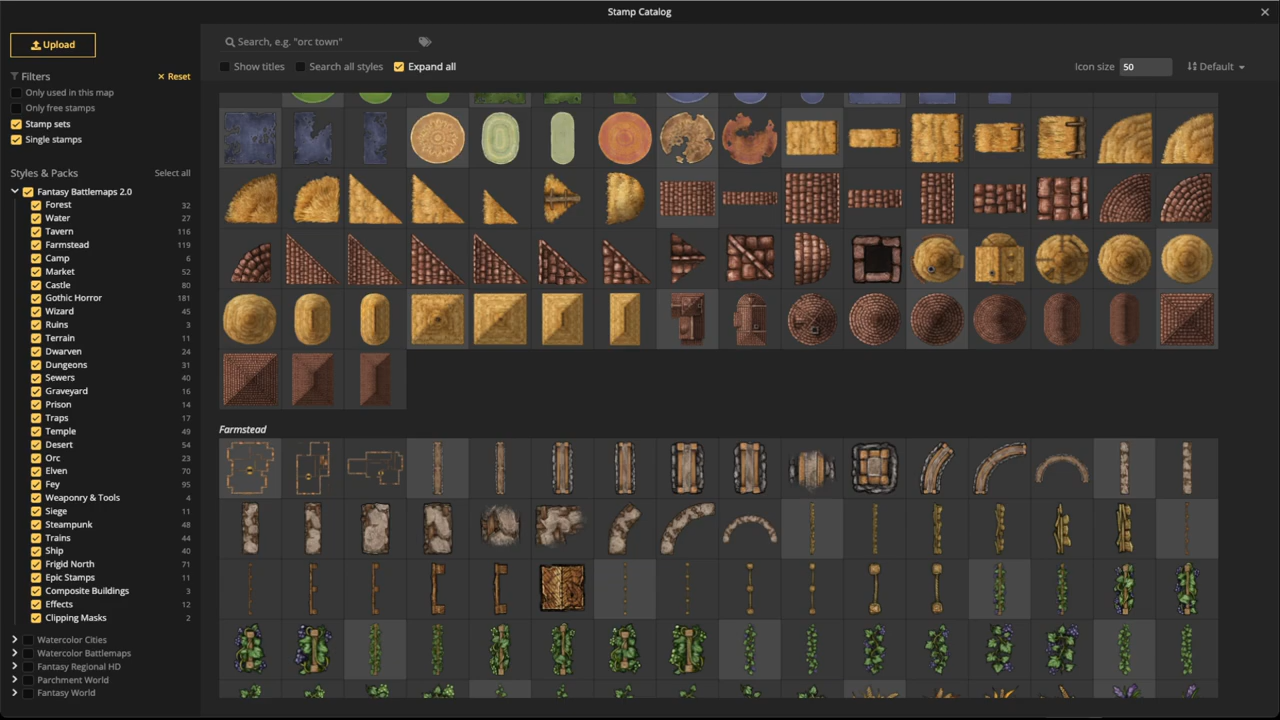 Stamp Catalog
Upload
Search, e.g. "orc town"
Show titles
Search all styles
Expand all
Icon size
50
Default
Filters
Reset
Only used in this map
Only free stamps
Stamp sets
Single stamps
Styles & Packs
Select all
Fantasy Battlemaps 2.0
Forest 32
Water 27
Tavern 116
Farmstead 119
Camp 6
Market 52
Castle 80
Gothic Horror 181
Wizard 45
Ruins 3
Terrain 11
Dwarven 24
Dungeons 31
Sewers 40
Graveyard 16
Prison 14
Traps 17
Temple 49
Desert 54
Orc 23
Elven 70
Fey 95
Weaponry & Tools 4
Siege 11
Steampunk 48
Trains 44
Ship 40
Frigid North 71
Epic Stamps 11
Composite Buildings 3
Effects 12
Clipping Masks 2
Watercolor Cities
Watercolor Battlemaps
Fantasy Regional HD
Parchment World
Fantasy World
Farmstead